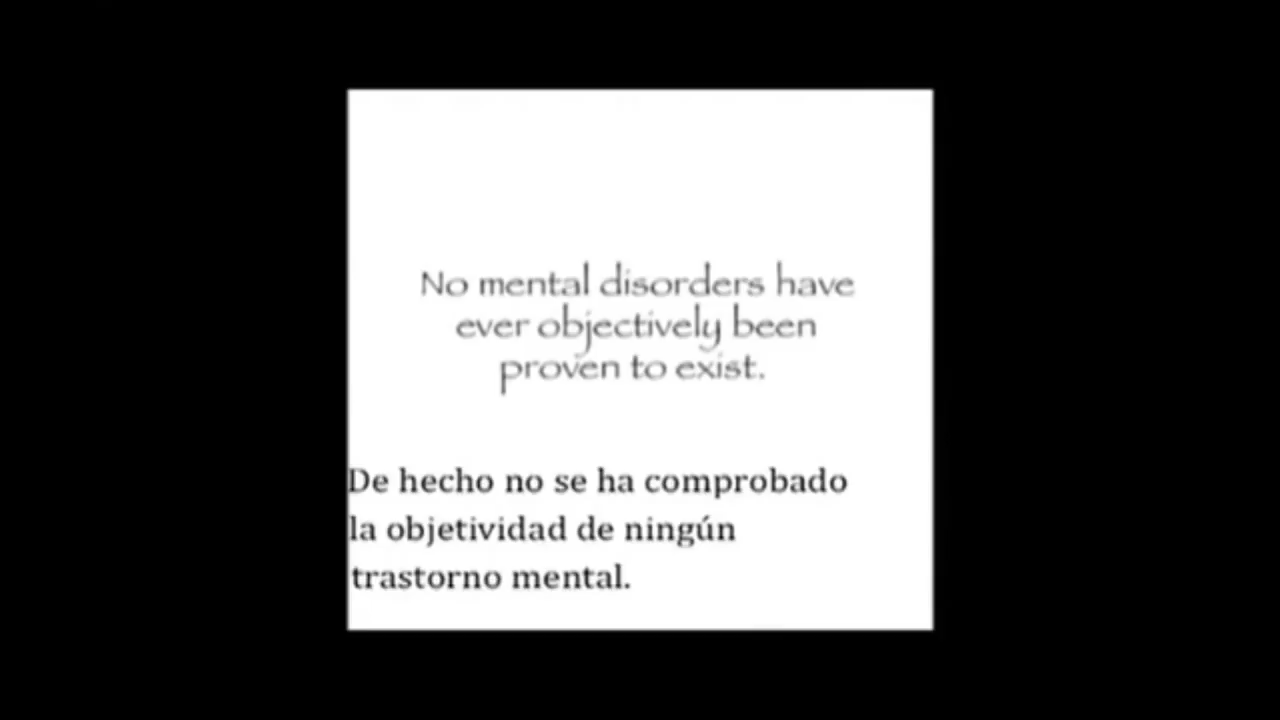 No mental disorders have
ever objectively been
proven to exist.
De hecho no se ha comprobado
la objetividad de ningún
trastorno mental.